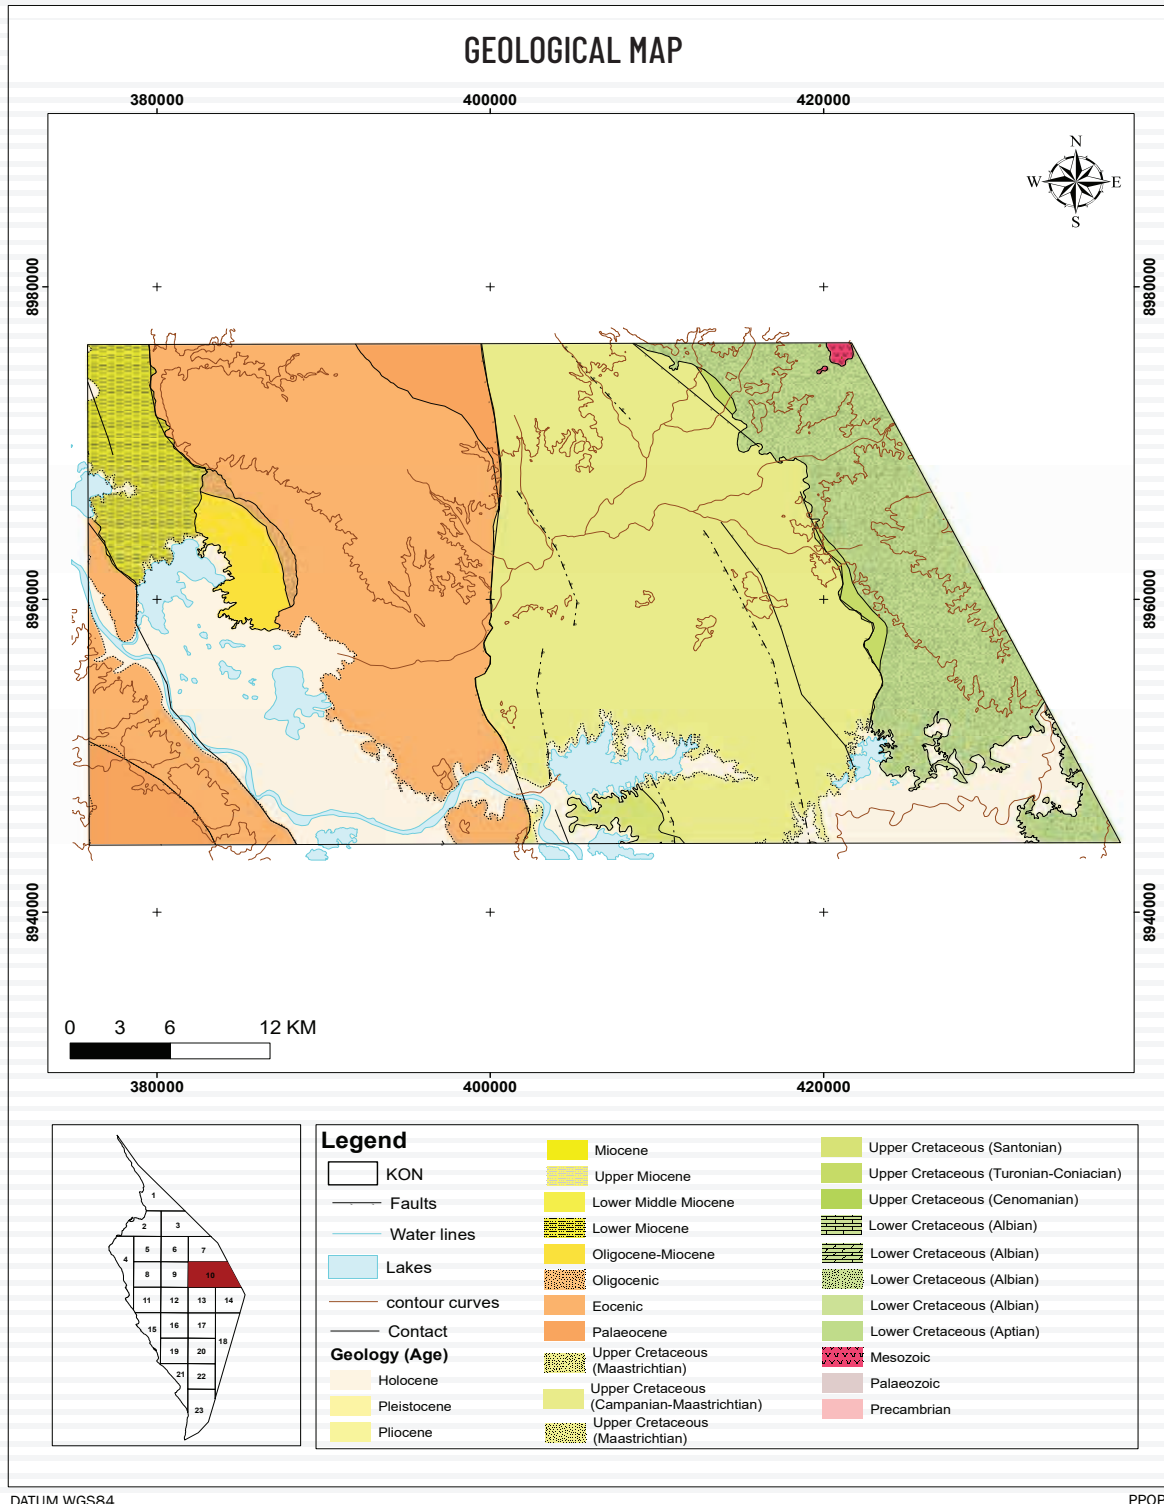 GEOLOGICAL MAP
380000
400000
420000
N
W
E
S
8980000
8980000
8960000
8960000
8940000
8940000
0 3 6 12 KM
380000
400000
420000
1
2
3
4
5
6
7
8
9
10
11
12
13
14
15
16
17
18
19
20
21
22
23
Legend
KON
Faults
Water lines
Lakes
contour curves
Contact
Geology (Age)
Holocene
Pleistocene
Pliocene
Miocene
Upper Miocene
Lower Middle Miocene
Lower Miocene
Oligocene-Miocene
Oligocenic
Eocenic
Palaeocene
Upper Cretaceous
(Maastrichtian)
Upper Cretaceous
(Campanian-Maastrichtian)
Upper Cretaceous
(Maastrichtian)
Upper Cretaceous (Santonian)
Upper Cretaceous (Turonian-Coniacian)
Upper Cretaceous (Cenomanian)
Lower Cretaceous (Albian)
Lower Cretaceous (Albian)
Lower Cretaceous (Albian)
Lower Cretaceous (Albian)
Lower Cretaceous (Aptian)
Mesozoic
Palaeozoic
Precambrian
DATUM WGS84